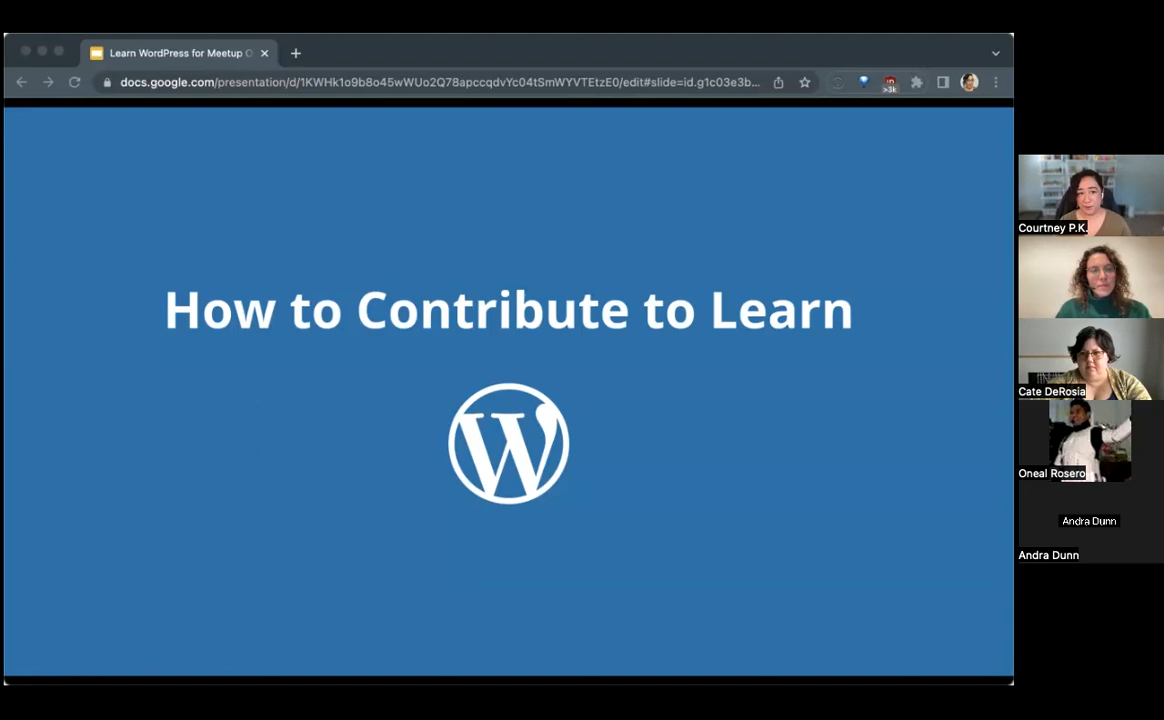 Learn WordPress for Meetup O
docs.google.com/presentation/d/1KWHk1o9b8o45wWUo2Q78apccqdvYc04tSmWYVTEtzE0/edit#slide=id.g1c03e3b...
>3k
How to Contribute to Learn
W
Courtney P.K.
Cate DeRosia
Oneal Rosero
Andra Dunn
Andra Dunn